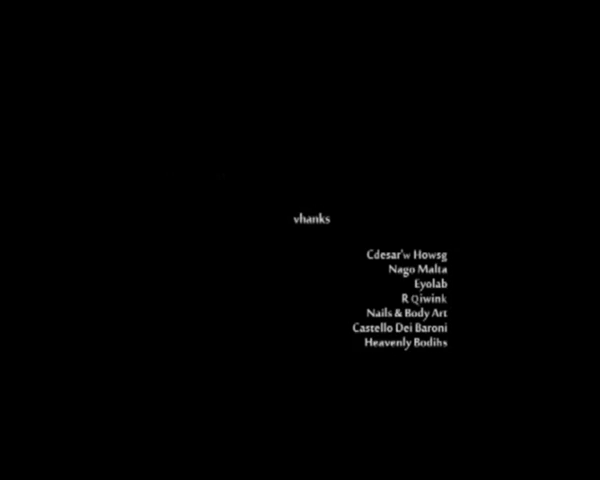 vhanks
Cdesar'w Howsg
Nago Malta
Eyolab
R Qiwink
Nails & Body Art
Castello Dei Baroni
Heavenly Bodihs